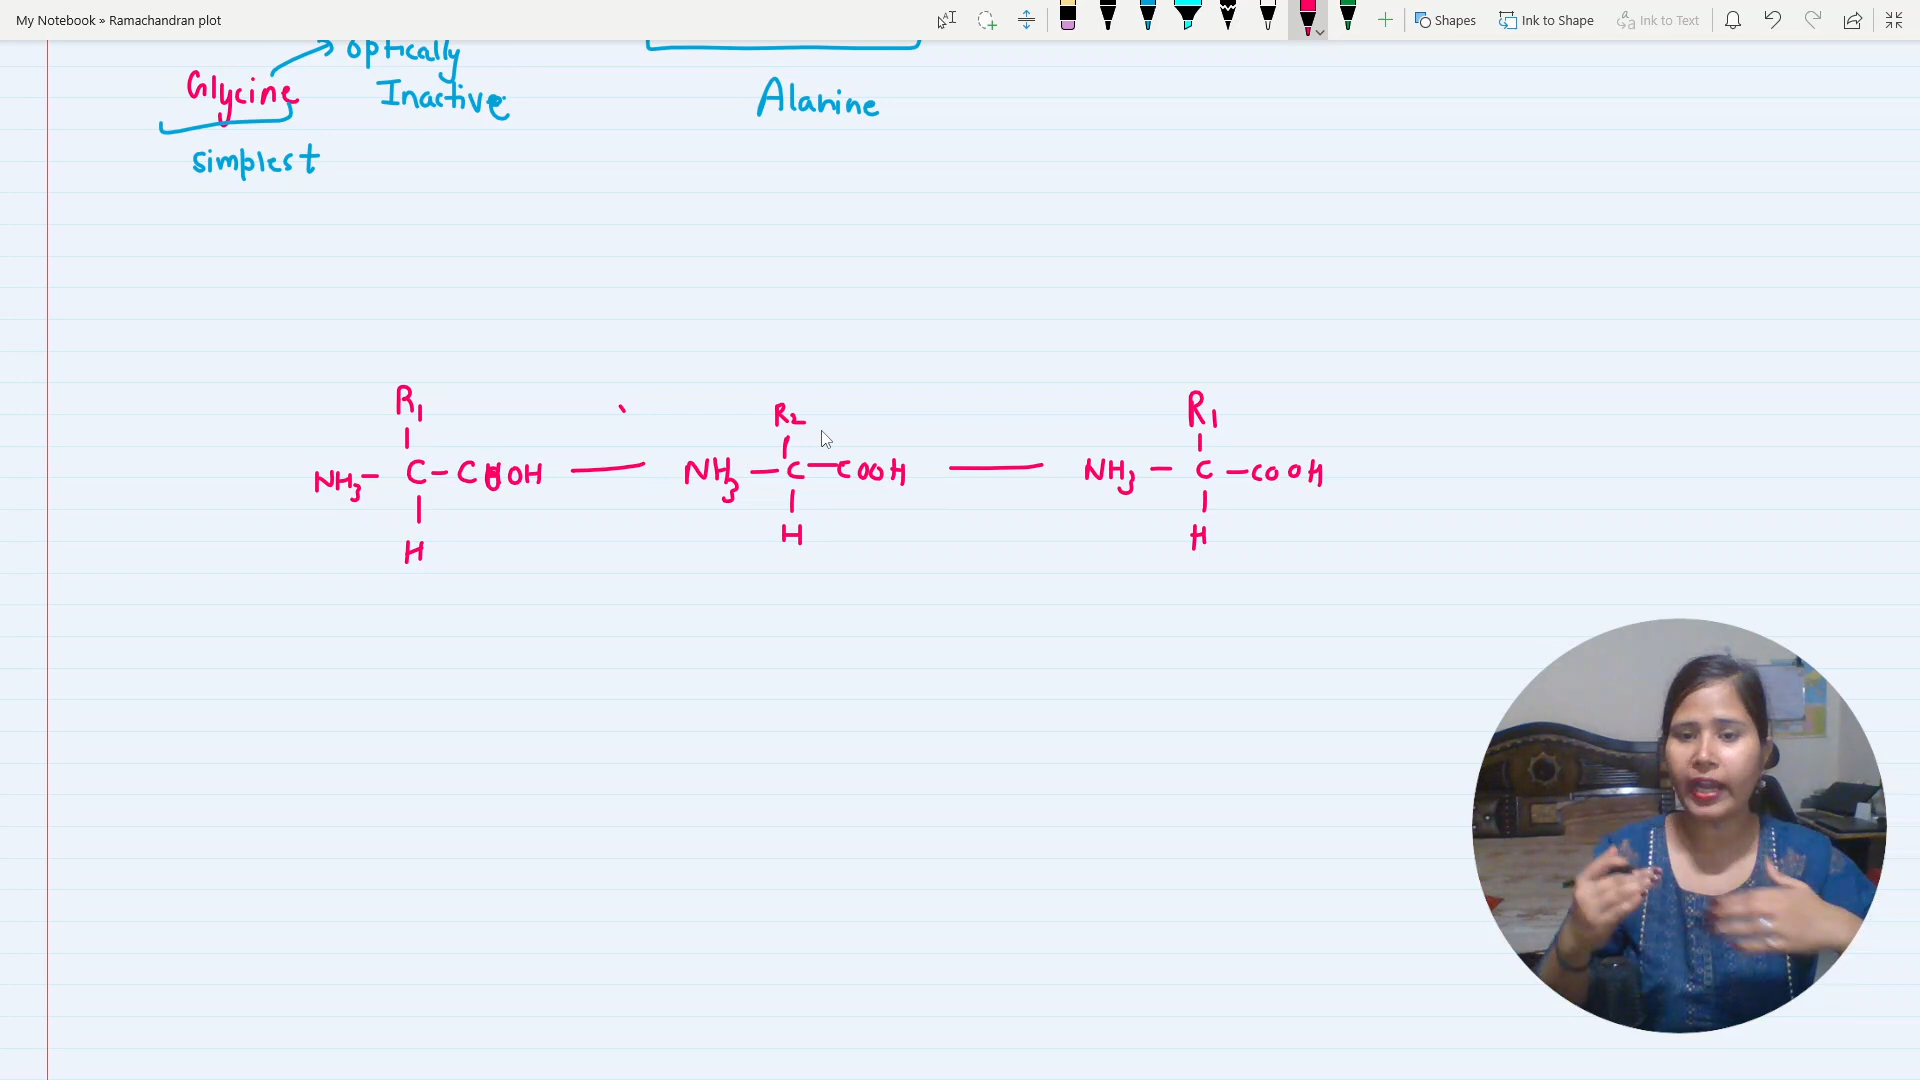 My Notebook » Ramachandran plot
Shapes
Ink to Shape
Ink to Text
optically
Glycine
Inactive
Alanine
simplest
R1
R2
R1
NH3 - C - COOH — NH3 - C - COOH — NH3 - C - COOH
H
H
H